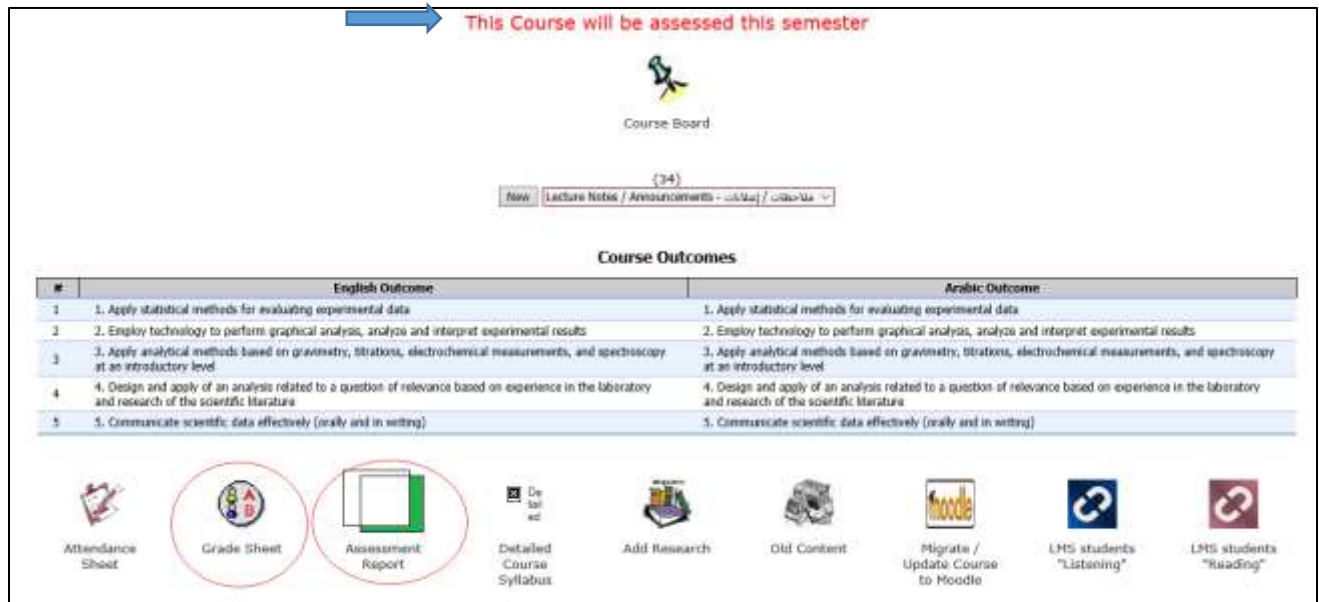 This Course will be assessed this semester
Course Board
(34)
New Lecture Notes / Announcements - ملاحظات / إعلانات
Course Outcomes
# English Outcome Arabic Outcome
1 1. Apply statistical methods for evaluating experimental data 1. Apply statistical methods for evaluating experimental data
2 2. Employ technology to perform graphical analysis, analyze and interpret experimental results 2. Employ technology to perform graphical analysis, analyze and interpret experimental results
3 3. Apply analytical methods based on gravimetry, titrations, electrochemical measurements, and spectroscopy 3. Apply analytical methods based on gravimetry, titrations, electrochemical measurements, and spectroscopy
at an introductory level at an introductory level
4 4. Design and apply of an analysis related to a question of relevance based on experience in the laboratory 4. Design and apply of an analysis related to a question of relevance based on experience in the laboratory
and research of the scientific literature and research of the scientific literature
5 5. Communicate scientific data effectively (orally and in writing) 5. Communicate scientific data effectively (orally and in writing)
A
B
De
tail
ed
moodle
Attendance Sheet
Grade Sheet
Assessment Report
Detailed Course Syllabus
Add Research
Old Content
Migrate / Update Course to Moodle
LMS students "Listening"
LMS students "Reading"